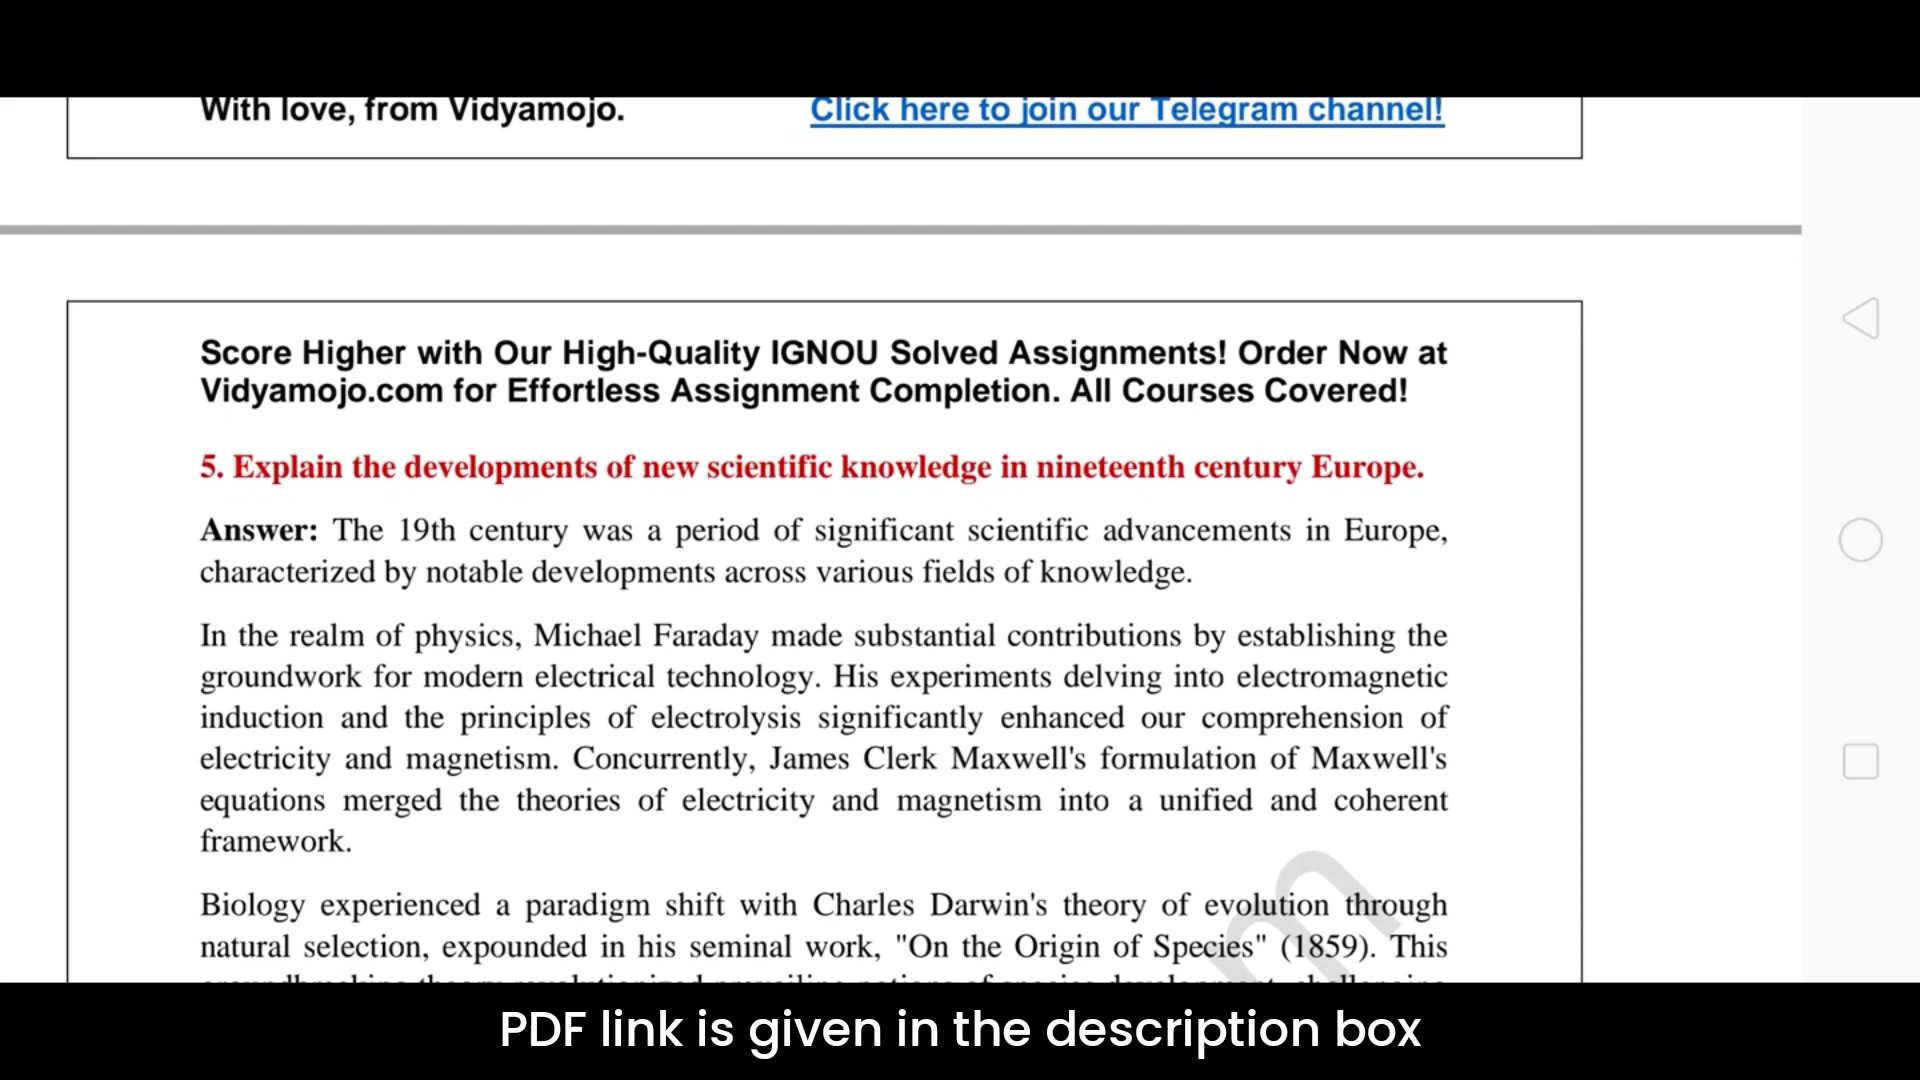 With love, from Vidyamojo. Click here to join our Telegram channel!
Score Higher with Our High-Quality IGNOU Solved Assignments! Order Now at
Vidyamojo.com for Effortless Assignment Completion. All Courses Covered!
5. Explain the developments of new scientific knowledge in nineteenth century Europe.
Answer: The 19th century was a period of significant scientific advancements in Europe,
characterized by notable developments across various fields of knowledge.
In the realm of physics, Michael Faraday made substantial contributions by establishing the
groundwork for modern electrical technology. His experiments delving into electromagnetic
induction and the principles of electrolysis significantly enhanced our comprehension of
electricity and magnetism. Concurrently, James Clerk Maxwell's formulation of Maxwell's
equations merged the theories of electricity and magnetism into a unified and coherent
framework.
Biology experienced a paradigm shift with Charles Darwin's theory of evolution through
natural selection, expounded in his seminal work, "On the Origin of Species" (1859). This
PDF link is given in the description box